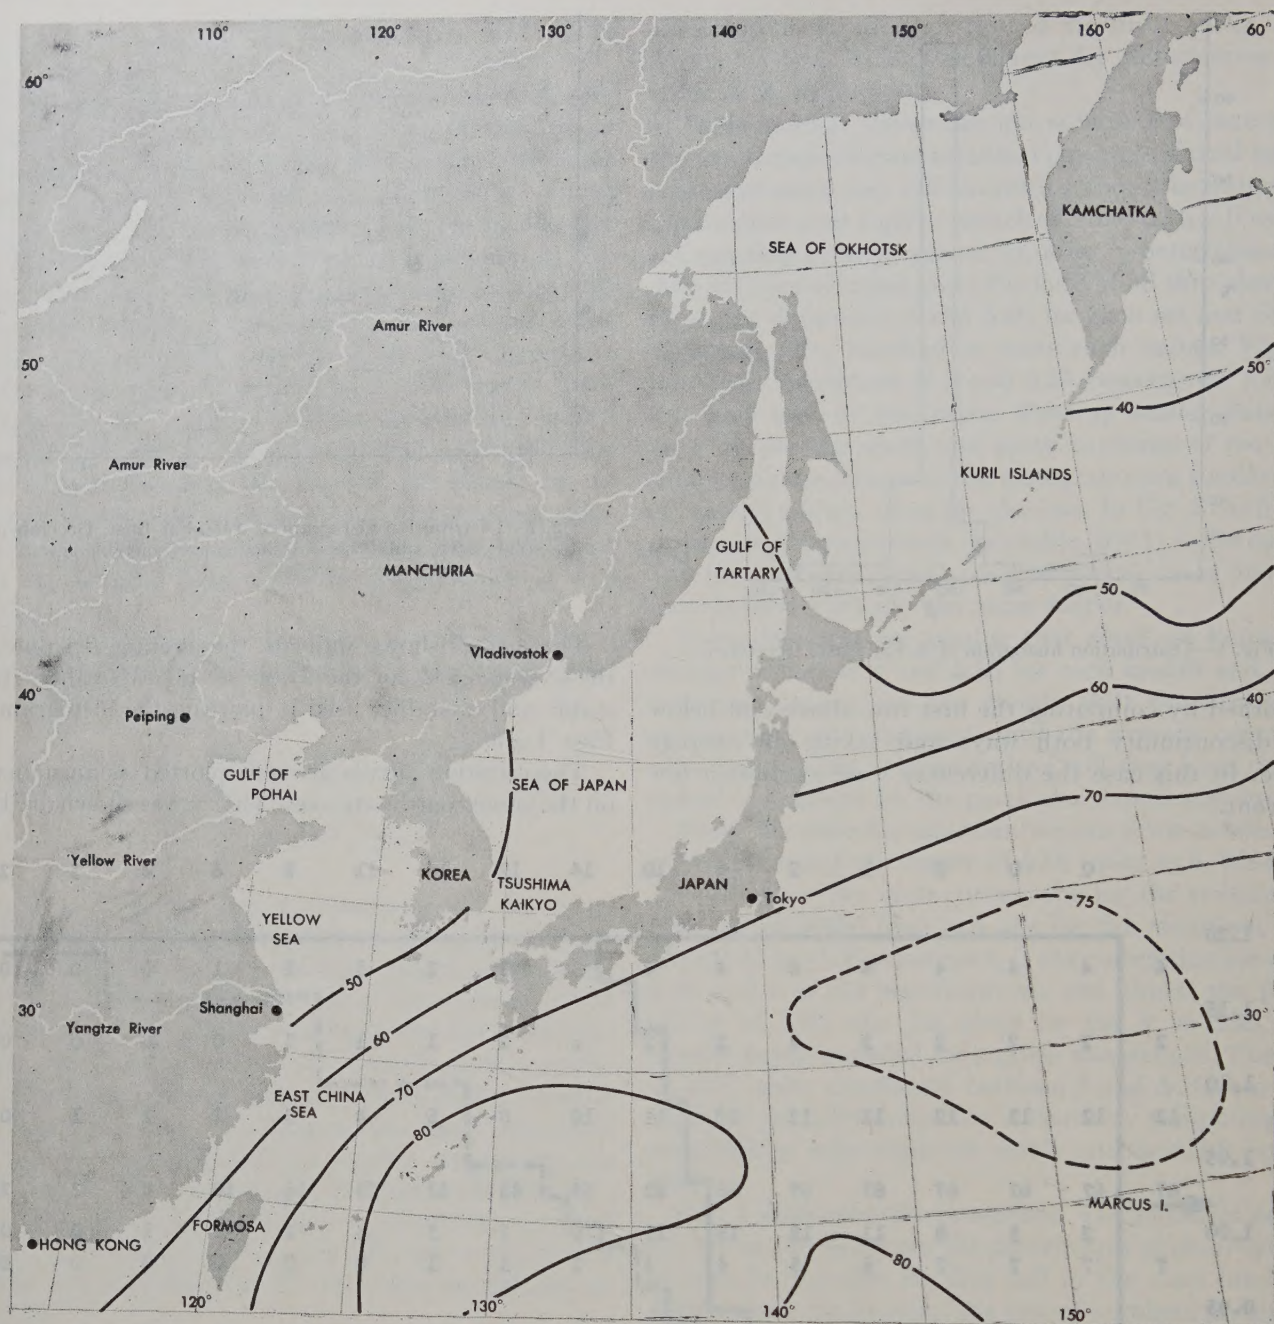 110°
120°
130°
140°
150°
160°
60°
60°
KAMCHATKA
SEA OF OKHOTSK
Amur River
50°
50°
40
Amur River
KURIL ISLANDS
GULF OF
TARTARY
MANCHURIA
50
Vladivostok
40°
60
40°
Peiping
GULF OF
POHAI
SEA OF JAPAN
70
Yellow River
KOREA
TSUSHIMA
KAIKYO
JAPAN
Tokyo
75
YELLOW
SEA
50
Shanghai
30°
30°
Yangtze River
60
70
EAST CHINA
SEA
80
MARCUS I.
FORMOSA
HONG KONG
80
120°
130°
140°
150°